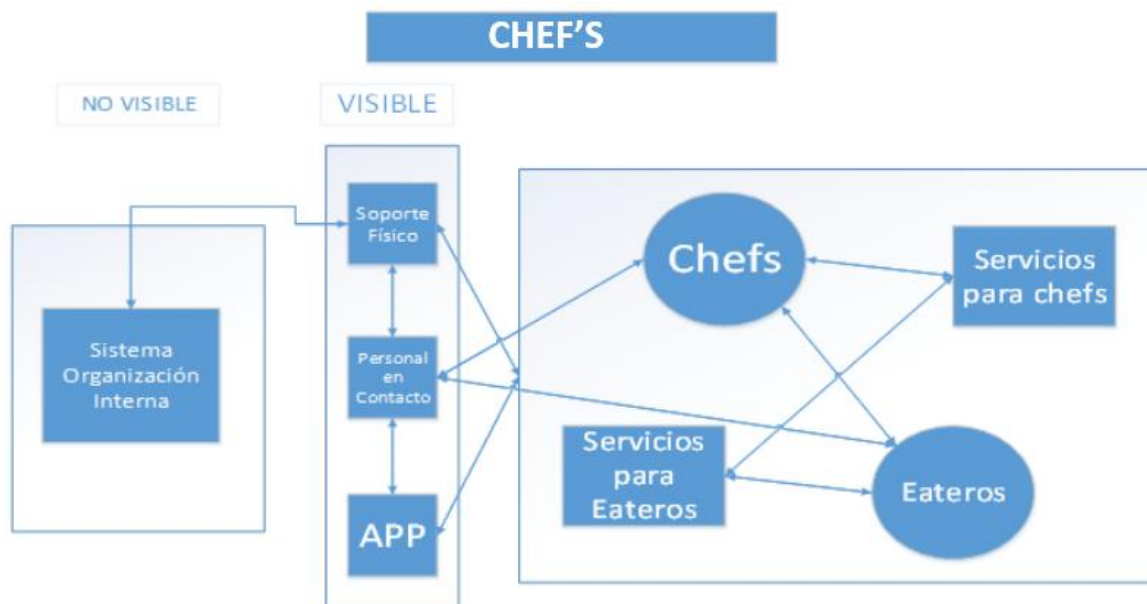 CHEF'S
NO VISIBLE
VISIBLE
Soporte
Físico
Chefs
Servicios
para chefs
Sistema
Organización
Interna
Personal
en
Contacto
Servicios
para
Eateros
Eateros
APP